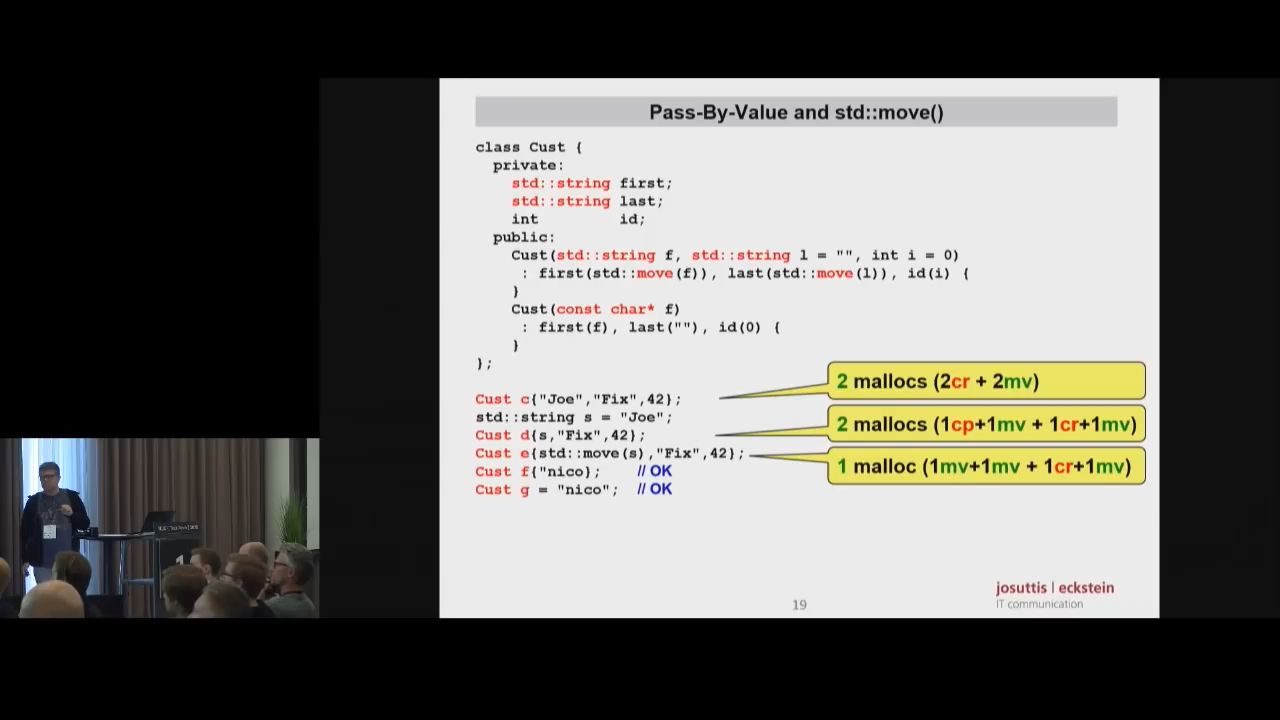 Pass-By-Value and std::move()
class Cust {
private:
std::string first;
std::string last;
int id;
public:
Cust(std::string f, std::string l = "", int i = 0)
: first(std::move(f)), last(std::move(l)), id(i) {
}
Cust(const char* f)
: first(f), last(""), id(0) {
}
};
Cust c{"Joe","Fix",42};
2 mallocs (2cr + 2mv)
std::string s = "Joe";
Cust d{s,"Fix",42};
2 mallocs (1cp+1mv + 1cr+1mv)
Cust e{std::move(s),"Fix",42};
1 malloc (1mv+1mv + 1cr+1mv)
Cust f{"nico}; // OK
Cust g = "nico"; // OK
josuttis | eckstein
IT communication
19